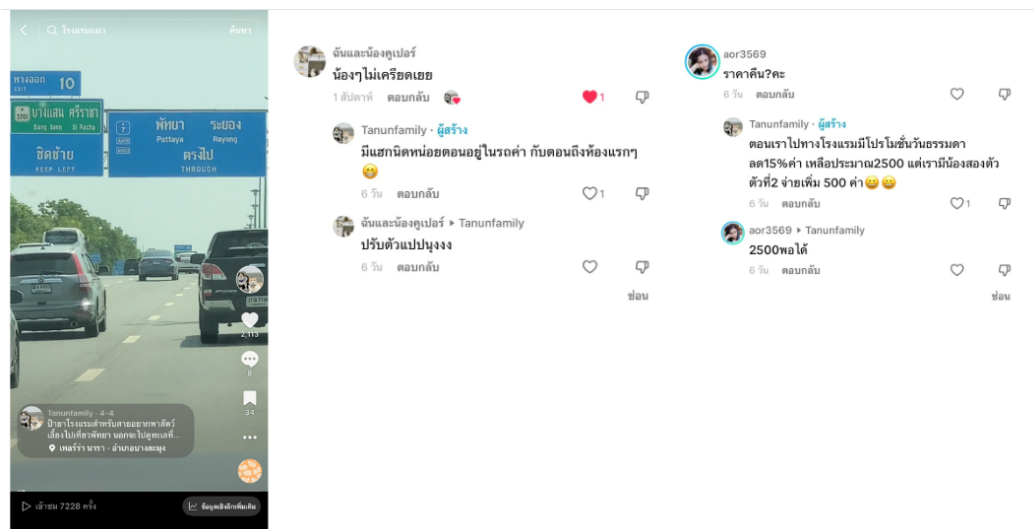 โรงแรมแมว
ค้นหา
ทางออก 10
EXIT
3701 บางแสน ศรีราชา
Bang Saen Si Racha
ชิดซ้าย
KEEP LEFT
7
พัทยา ระยอง
Pattaya Rayong
ตรงไป
THROUGH
2,113
8
34
Tanunfamily · 4-4
ป้ายาโรงแรมสำหรับสายอยากพาสัตว์
เลี้ยงไปเที่ยวพัทยา นอกจะไปดูทะเลที่...
เทอร์ร่า นารา · อำเภอบางละมุง
เข้าชม 7228 ครั้ง
ข้อมูลเชิงลึกเพิ่มเติม
ฉันและน้องคูเปอร์
น้องๆไม่เครียดเยย
1 สัปดาห์ ตอบกลับ
1
Tanunfamily · ผู้สร้าง
มีแฮกนิดหน่อยตอนอยู่ในรถค่า กับตอนถึงห้องแรกๆ
😁
6 วัน ตอบกลับ
1
ฉันและน้องคูเปอร์ ▸ Tanunfamily
ปรับตัวแปปนุงงง
6 วัน ตอบกลับ
ซ่อน
aor3569
ราคาคืน?คะ
6 วัน ตอบกลับ
Tanunfamily · ผู้สร้าง
ตอนเราไปทางโรงแรมมีโปรโมชั่นวันธรรมดา
ลด15%ค่า เหลือประมาณ2500 แต่เรามีน้องสองตัว
ตัวที่2 จ่ายเพิ่ม 500 ค่า😄😄
6 วัน ตอบกลับ
1
aor3569 ▸ Tanunfamily
2500พอได้
6 วัน ตอบกลับ
ซ่อน